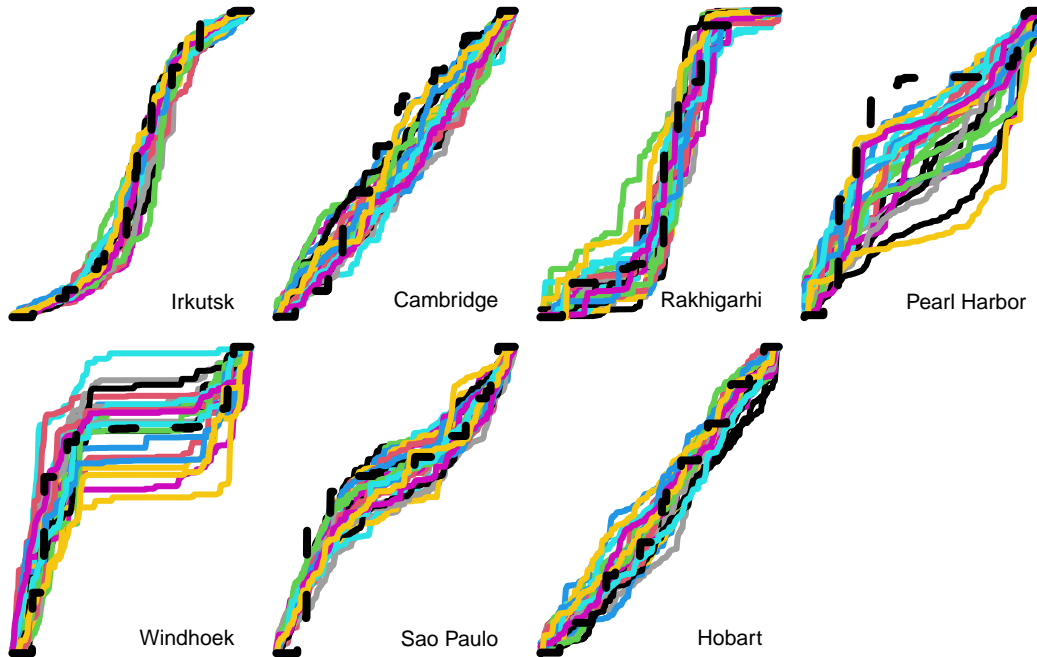 Irkutsk
Cambridge
Rakhigarhi
Pearl Harbor
Windhoek
Sao Paulo
Hobart